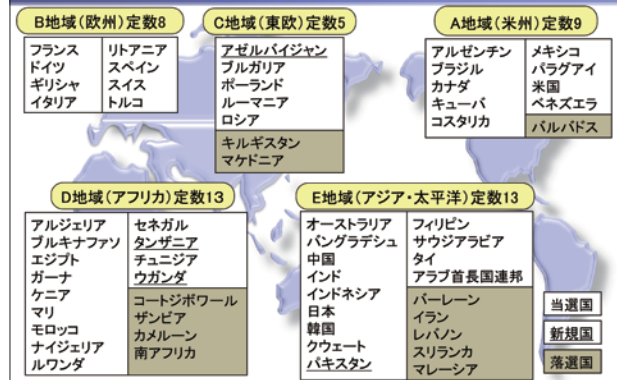 B地域(欧州)定数8
フランス
ドイツ
ギリシャ
イタリア
リトアニア
スペイン
スイス
トルコ
C地域(東欧)定数5
アゼルバイジャン
ブルガリア
ポーランド
ルーマニア
ロシア
キルギスタン
マケドニア
A地域(米州)定数9
アルゼンチン
ブラジル
カナダ
キューバ
コスタリカ
メキシコ
パラグアイ
米国
ベネズエラ
バルバドス
D地域(アフリカ)定数13
アルジェリア
ブルキナファソ
エジプト
ガーナ
ケニア
マリ
モロッコ
ナイジェリア
ルワンダ
セネガル
タンザニア
チュニジア
ウガンダ
コートジボワール
ザンビア
カメルーン
南アフリカ
E地域(アジア・太平洋)定数13
オーストラリア
バングラデシュ
中国
インド
インドネシア
日本
韓国
クウェート
パキスタン
フィリピン
サウジアラビア
タイ
アラブ首長国連邦
バーレーン
イラン
レバノン
スリランカ
マレーシア
当選国
新規国
落選国